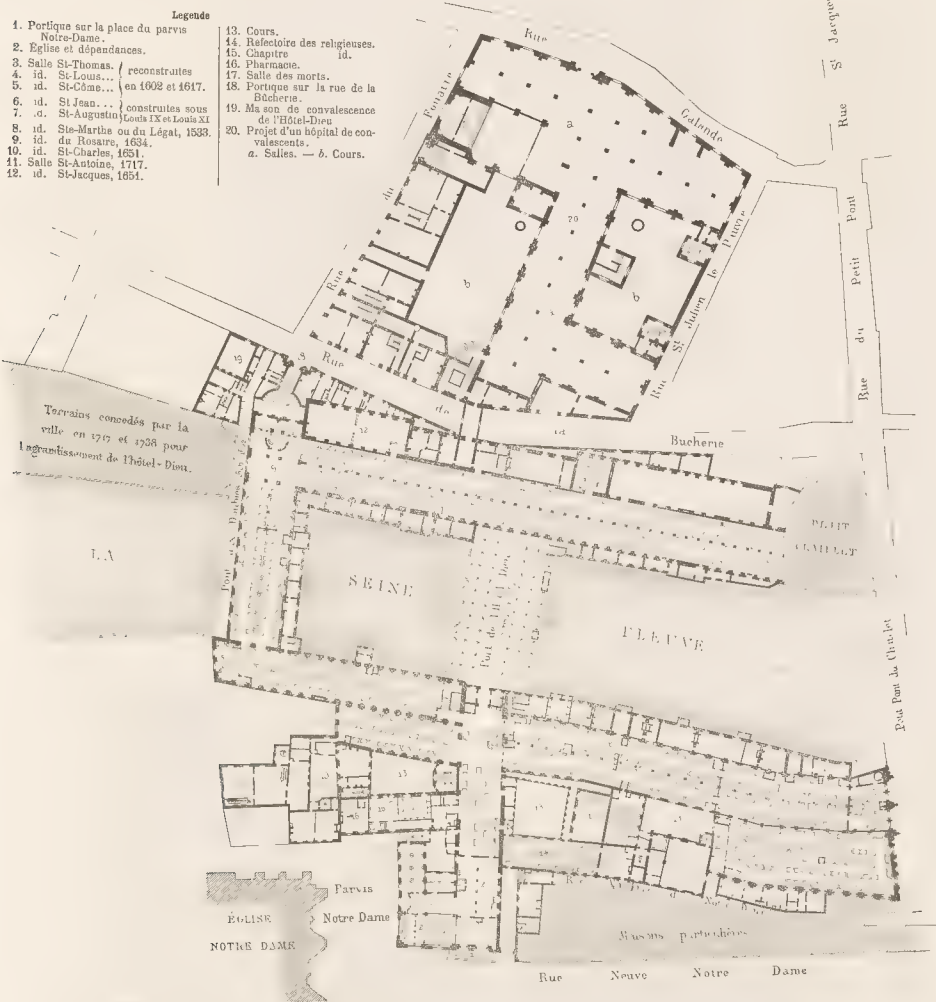 Legende
1. Portique sur la place du parvis
Notre-Dame.
2. Église et dépendances.
3. Salle St-Thomas.
4. id. St-Louis...
5. id. St-Côme...
reconstruites
en 1602 et 1617.
6. id. St Jean...
7. .d. St-Augustin
construites sous
Louis IX et Louis XI
8. id. Ste-Marthe ou du Légat, 1533.
9. id. du Rosaire, 1634.
10. id. St-Charles, 1651.
11. Salle St-Antoine, 1717.
12. id. St-Jacques, 1651.
13. Cours.
14. Refectoire des religieuses.
15. Chapitre id.
16. Pharmacie.
17. Salle des morts.
18. Portique sur la rue de la
Bûcherie.
19. Ma son de convalescence
de l'Hôtel-Dieu
20. Projet d'un hôpital de con-
valescents.
a. Salles. — b. Cours.
Rue Galande
Rue St Jacques
Rue du Fouarre
Rue St Julien le Pauvre
Rue du Petit Pont
a
20
b
b
19
Rue de
Bucherie
12
14
Terrains concedés par la
ville en 1717 et 1738 pour
l agrandissement de l'hôtel-Dieu.
PETIT
LA
SEINE
FLEUVE
Petit Pont du Chatelet
Pont
13
Parvis
Notre Dame
ÉGLISE
NOTRE DAME
Maisons particulières
Rue Neuve Notre Dame